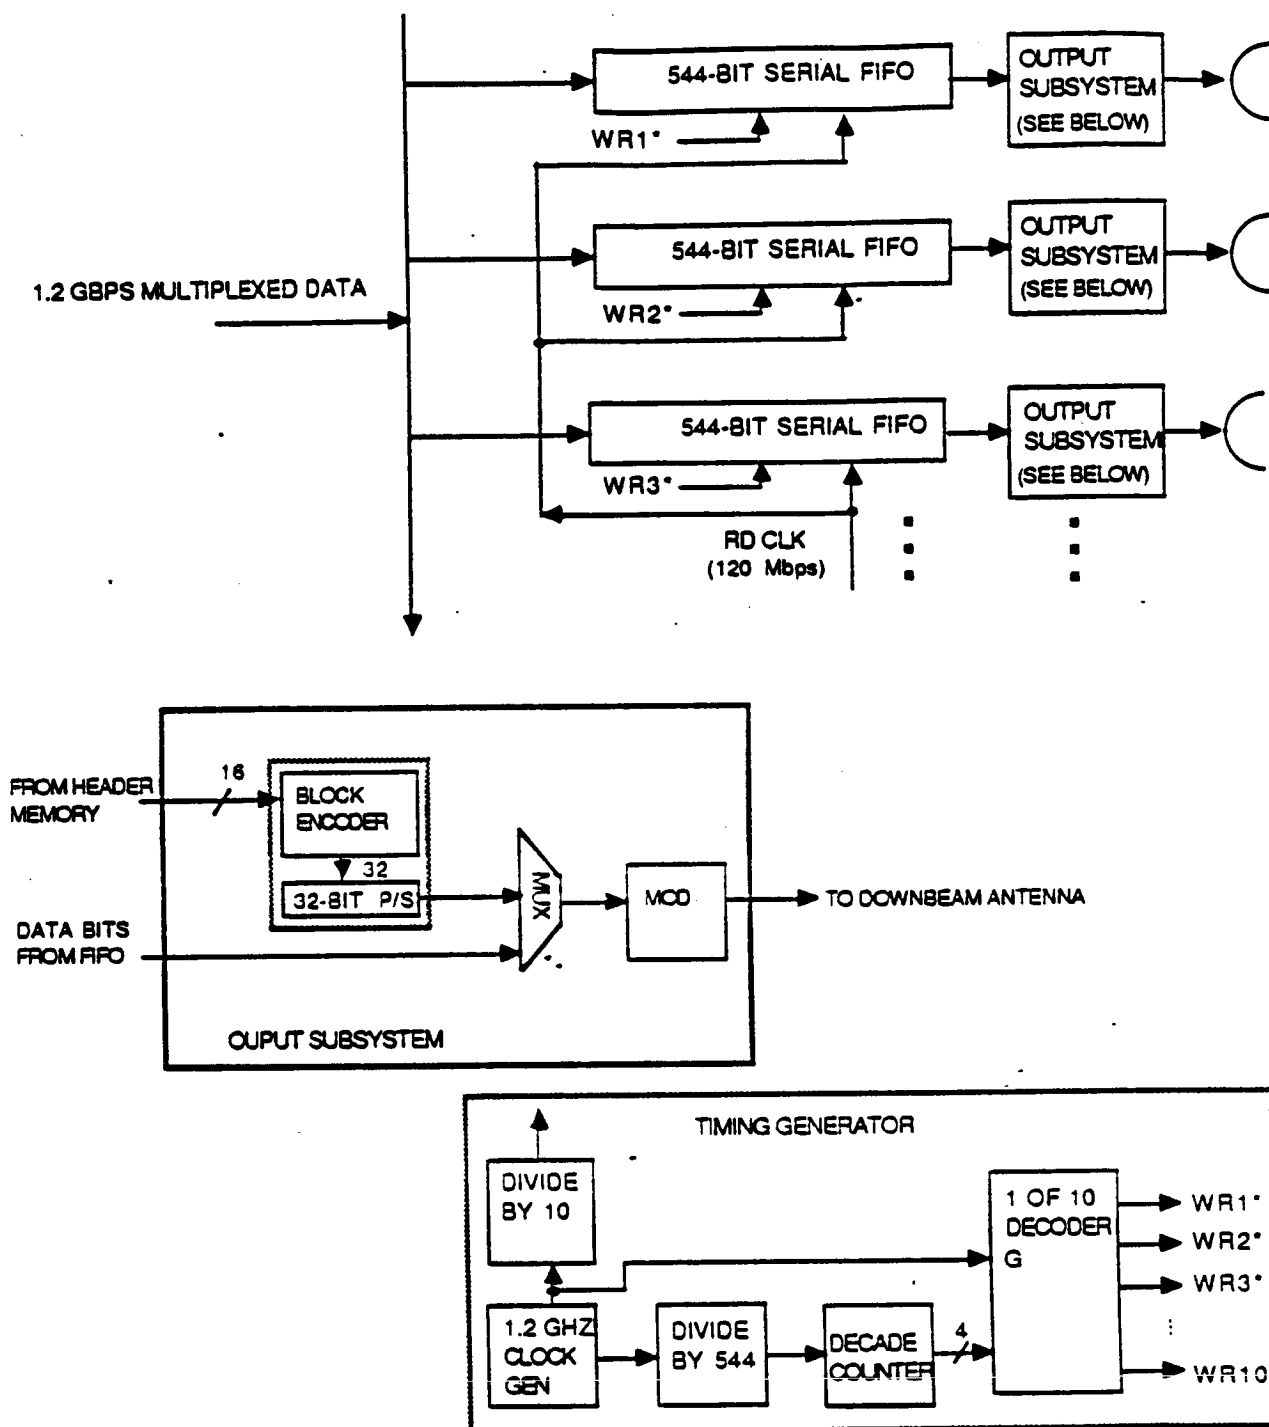 544-BIT SERIAL FIFO
OUTPUT
SUBSYSTEM
(SEE BELOW)
WR1*
544-BIT SERIAL FIFO
OUTPUT
SUBSYSTEM
(SEE BELOW)
1.2 GBPS MULTIPLEXED DATA
WR2*
544-BIT SERIAL FIFO
OUTPUT
SUBSYSTEM
(SEE BELOW)
WR3*
RD CLK
(120 Mbps)
FROM HEADER
MEMORY
16
BLOCK
ENCODER
32
32-BIT P/S
MUX
MOD
TO DOWNBEAM ANTENNA
DATA BITS
FROM FIFO
OUPUT SUBSYSTEM
TIMING GENERATOR
DIVIDE
BY 10
1 OF 10
DECODER
G
WR1*
WR2*
WR3*
1.2 GHZ
CLOCK
GEN
DIVIDE
BY 544
DECADE
COUNTER
4
WR10